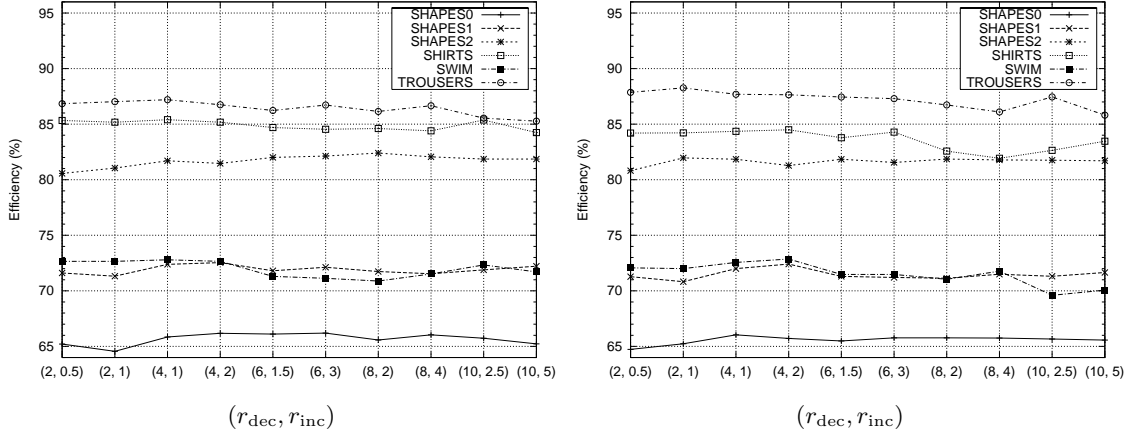 95
90
85
80
75
70
65
Efficiency (%)
SHAPES0
SHAPES1
SHAPES2
SHIRTS
SWIM
TROUSERS
(2, 0.5) (2, 1) (4, 1) (4, 2) (6, 1.5) (6, 3) (8, 2) (8, 4) (10, 2.5) (10, 5)
(r_dec, r_inc)
95
90
85
80
75
70
65
Efficiency (%)
SHAPES0
SHAPES1
SHAPES2
SHIRTS
SWIM
TROUSERS
(2, 0.5) (2, 1) (4, 1) (4, 2) (6, 1.5) (6, 3) (8, 2) (8, 4) (10, 2.5) (10, 5)
(r_dec, r_inc)